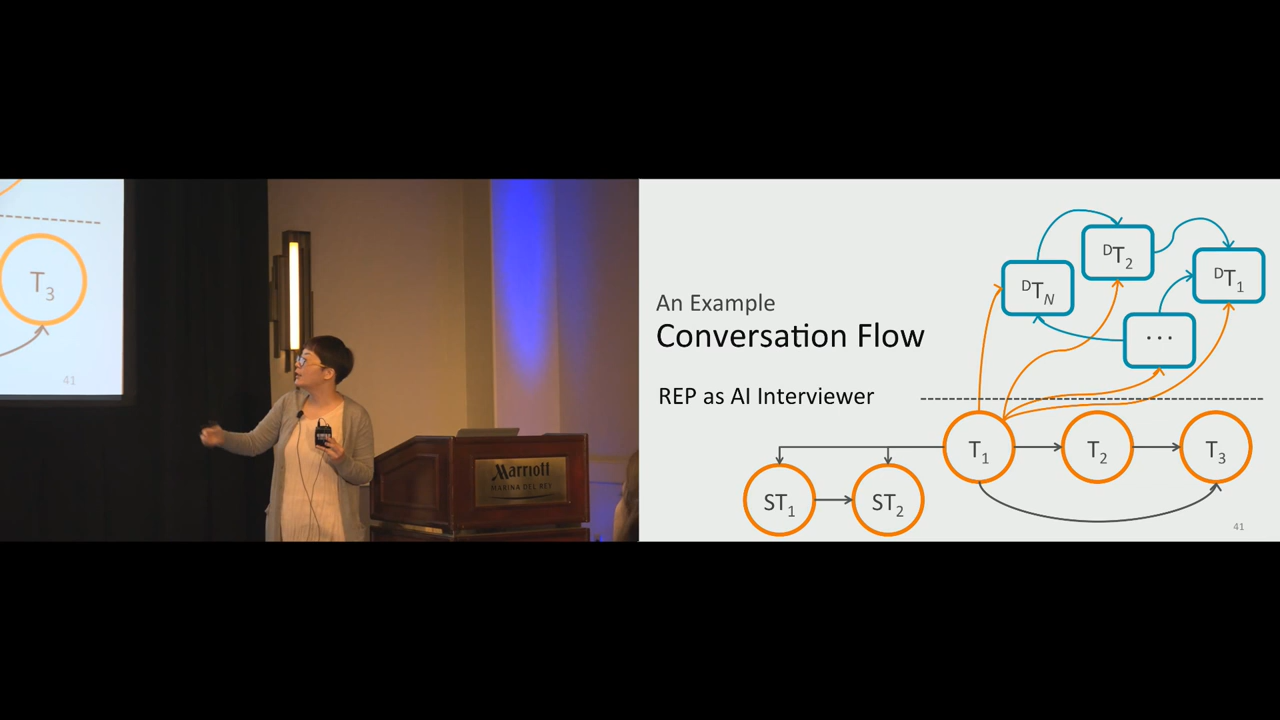 T3
41
Marriott
MARINA DEL REY
An Example
Conversation Flow
REP as AI Interviewer
DTN
DT2
DT1
...
T1
T2
T3
ST1
ST2
41